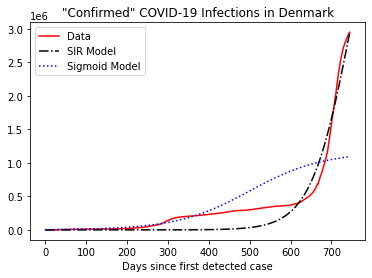 "Confirmed" COVID-19 Infections in Denmark
1e6
Data
SIR Model
Sigmoid Model
3.0
2.5
2.0
1.5
1.0
0.5
0.0
0 100 200 300 400 500 600 700
Days since first detected case